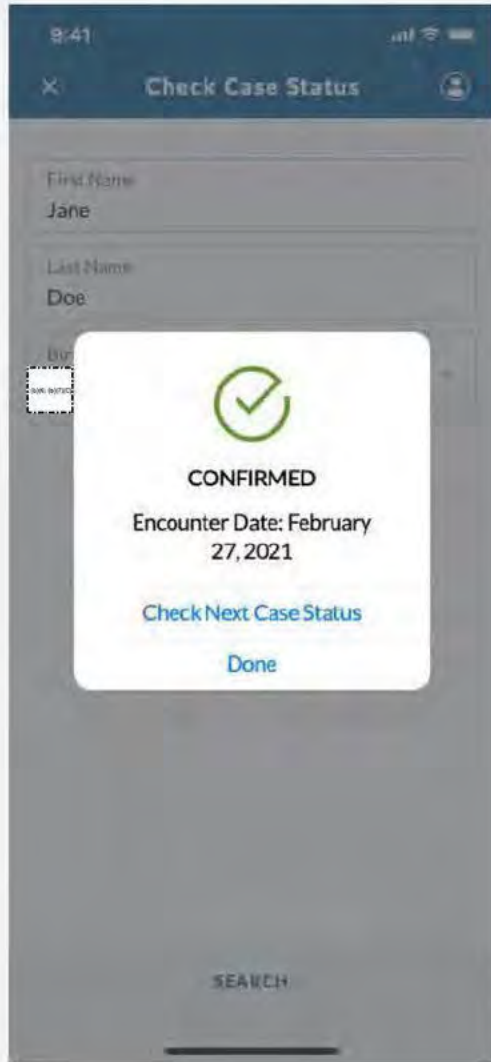 9:41
Check Case Status
First Name
Jane
Last Name
Doe
CONFIRMED
Encounter Date: February
27, 2021
Check Next Case Status
Done
SEARCH